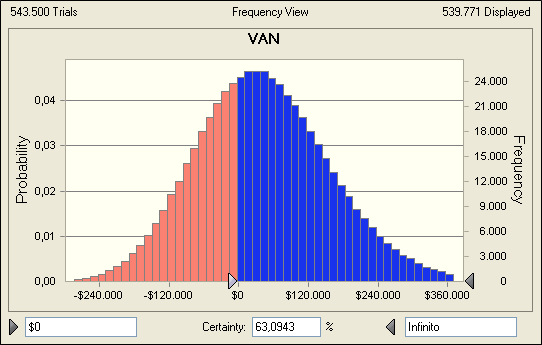 543.500 Trials Frequency View 539.771 Displayed
VAN
Probability
0,04
0,03
0,02
0,01
0,00
24.000
21.000
18.000
15.000
12.000
9.000
6.000
3.000
0
Frequency
-$240.000 -$120.000 $0 $120.000 $240.000 $360.000
$0 Certainty: 63,0943 % Infinito